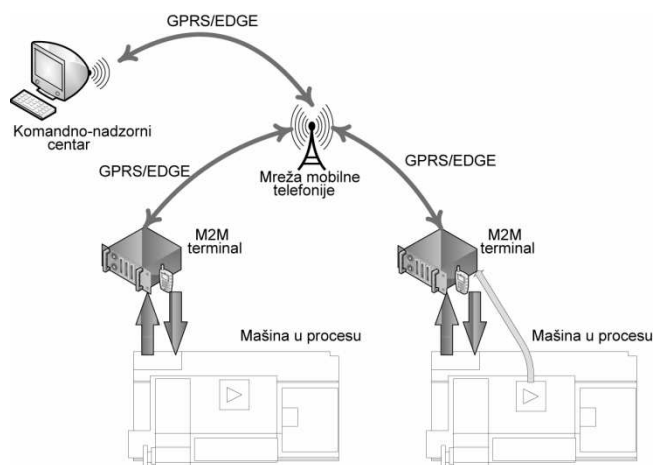 GPRS/EDGE
Komandno-nadzorni
centar
GPRS/EDGE
GPRS/EDGE
Mreža mobilne
telefonije
M2M
terminal
M2M
terminal
Mašina u procesu
Mašina u procesu